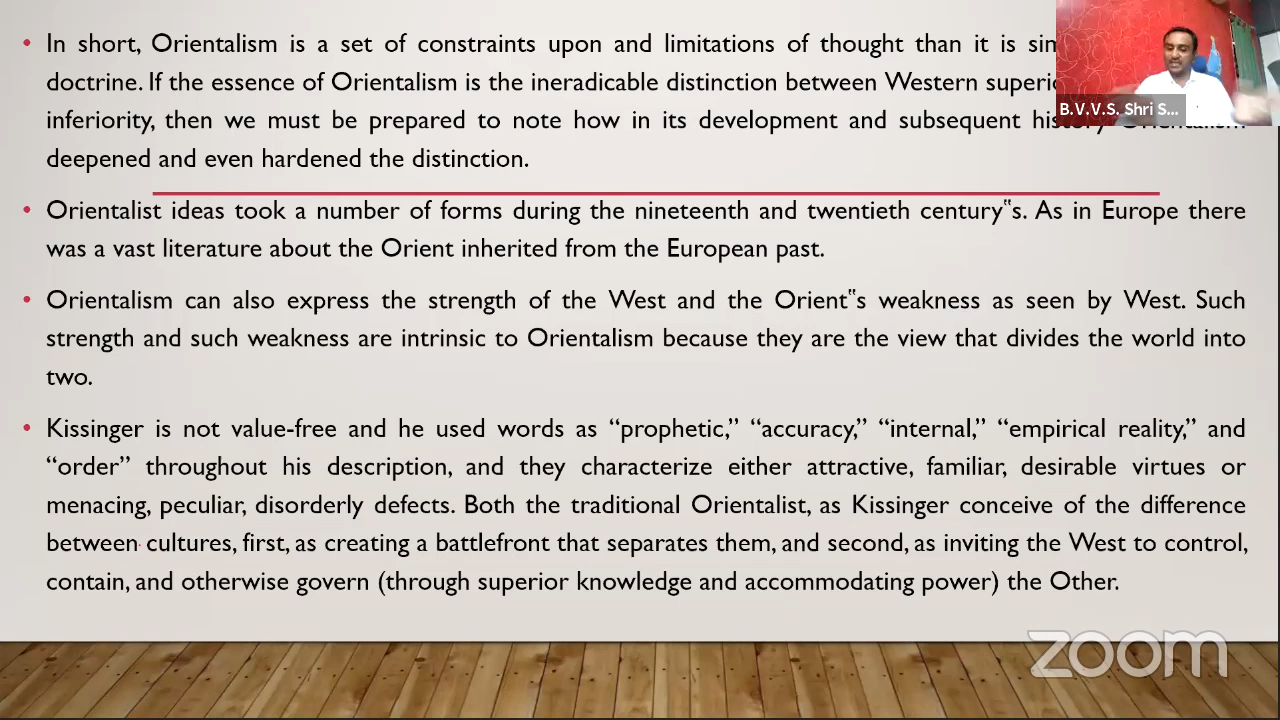 • In short, Orientalism is a set of constraints upon and limitations of thought than it is
doctrine. If the essence of Orientalism is the ineradicable distinction between Western
inferiority, then we must be prepared to note how in its development and subsequent history Orientalism
deepened and even hardened the distinction.
• Orientalist ideas took a number of forms during the nineteenth and twentieth century‟s. As in Europe there
was a vast literature about the Orient inherited from the European past.
• Orientalism can also express the strength of the West and the Orient‟s weakness as seen by West. Such
strength and such weakness are intrinsic to Orientalism because they are the view that divides the world into
two.
• Kissinger is not value-free and he used words as “prophetic,” “accuracy,” “internal,” “empirical reality,” and
“order” throughout his description, and they characterize either attractive, familiar, desirable virtues or
menacing, peculiar, disorderly defects. Both the traditional Orientalist, as Kissinger conceive of the difference
between cultures, first, as creating a battlefront that separates them, and second, as inviting the West to control,
contain, and otherwise govern (through superior knowledge and accommodating power) the Other.
B.V.V.S. Shri S...
zoom